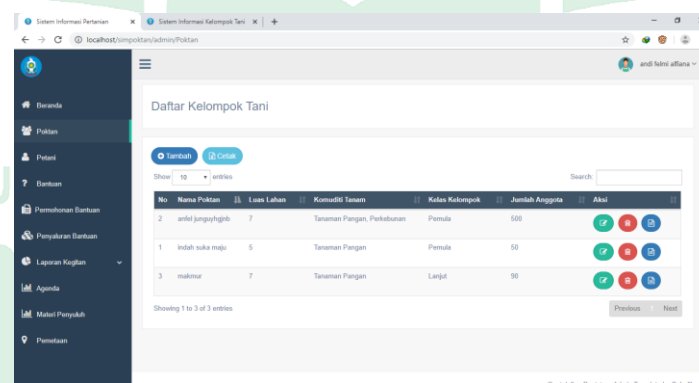 Sistem Informasi Pertanian
Sistem Informasi Kelompok Tani
localhost/simpoktan/admin/Poktan
andi felmi alfiana
Beranda
Poktan
Petani
Bantuan
Permohonan Bantuan
Penyaluran Bantuan
Laporan Kegitan
Agenda
Materi Penyuluh
Pemetaan
Daftar Kelompok Tani
Tambah Cetak
Show 10 entries Search:
No Nama Poktan Luas Lahan Komuditi Tanam Kelas Kelompok Jumlah Anggota Aksi
2 anfel junguyhgjnb 7 Tanaman Pangan, Perkebunan Pemula 500
1 indah suka maju 5 Tanaman Pangan Pemula 50
3 makmur 7 Tanaman Pangan Lanjut 90
Showing 1 to 3 of 3 entries Previous 1 Next